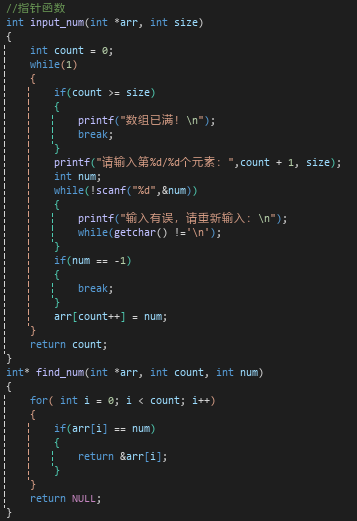 //指针函数
int input_num(int *arr, int size)
{
    int count = 0;
    while(1)
    {
        if(count >= size)
        {
            printf("数组已满! \n");
            break;
        }
        printf("请输入第%d/%d个元素: ",count + 1, size);
        int num;
        while(!scanf("%d",&num))
        {
            printf("输入有误, 请重新输入: \n");
            while(getchar() !='\n');
        }
        if(num == -1)
        {
            break;
        }
        arr[count++] = num;
    }
    return count;
}
int* find_num(int *arr, int count, int num)
{
    for( int i = 0; i < count; i++)
    {
        if(arr[i] == num)
        {
            return &arr[i];
        }
    }
    return NULL;
}